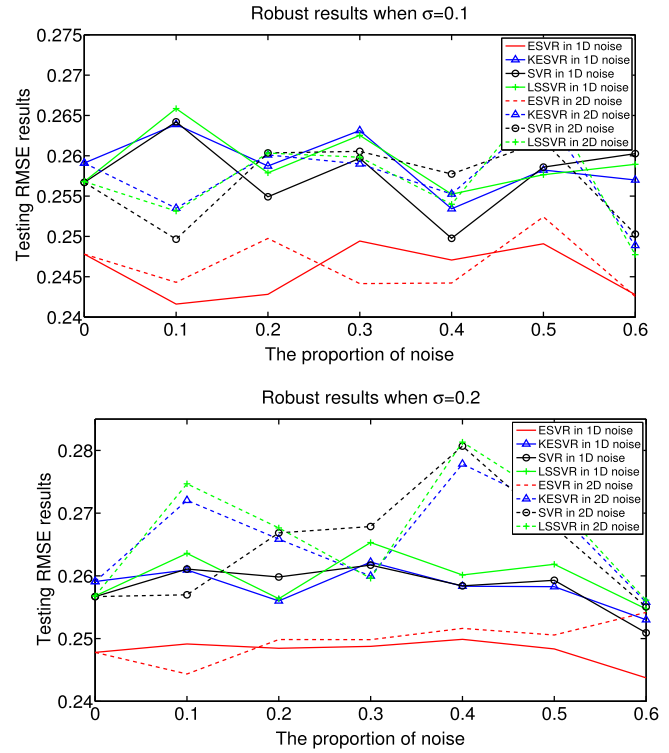 Robust results when σ=0.1
0.275
0.27
0.265
0.26
0.255
0.25
0.245
0.24
Testing RMSE results
ESVR in 1D noise
KESVR in 1D noise
SVR in 1D noise
LSSVR in 1D noise
ESVR in 2D noise
KESVR in 2D noise
SVR in 2D noise
LSSVR in 2D noise
0 0.1 0.2 0.3 0.4 0.5 0.6
The proportion of noise
Robust results when σ=0.2
0.28
0.27
0.26
0.25
0.24
Testing RMSE results
ESVR in 1D noise
KESVR in 1D noise
SVR in 1D noise
LSSVR in 1D noise
ESVR in 2D noise
KESVR in 2D noise
SVR in 2D noise
LSSVR in 2D noise
0 0.1 0.2 0.3 0.4 0.5 0.6
The proportion of noise